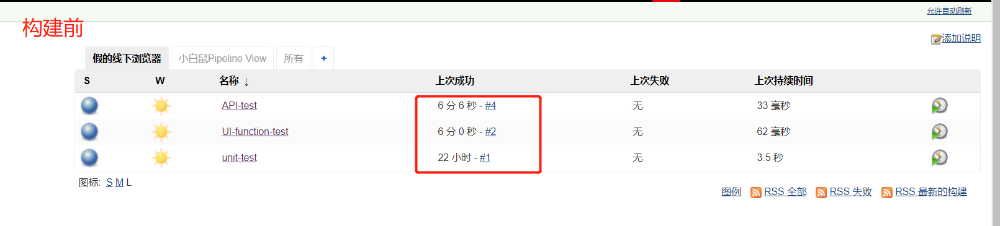 允许自动刷新
构建前
添加说明
假的线下浏览器 小白鼠Pipeline View 所有 +
S W 名称 ↓ 上次成功 上次失败 上次持续时间
API-test 6 分 6 秒 - #4 无 33 毫秒
UI-function-test 6 分 0 秒 - #2 无 62 毫秒
unit-test 22 小时 - #1 无 3.5 秒
图标: S M L
图例 RSS 全部 RSS 失败 RSS 最新的构建